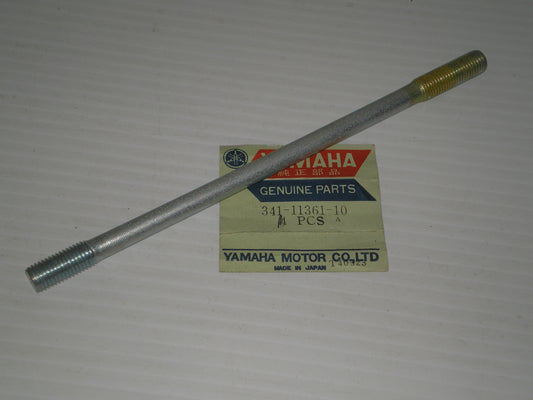 YAMAHA
純正部品
GENUINE PARTS
341-11361-10
1 PCS A
YAMAHA MOTOR CO.,LTD
MADE IN JAPAN 140323